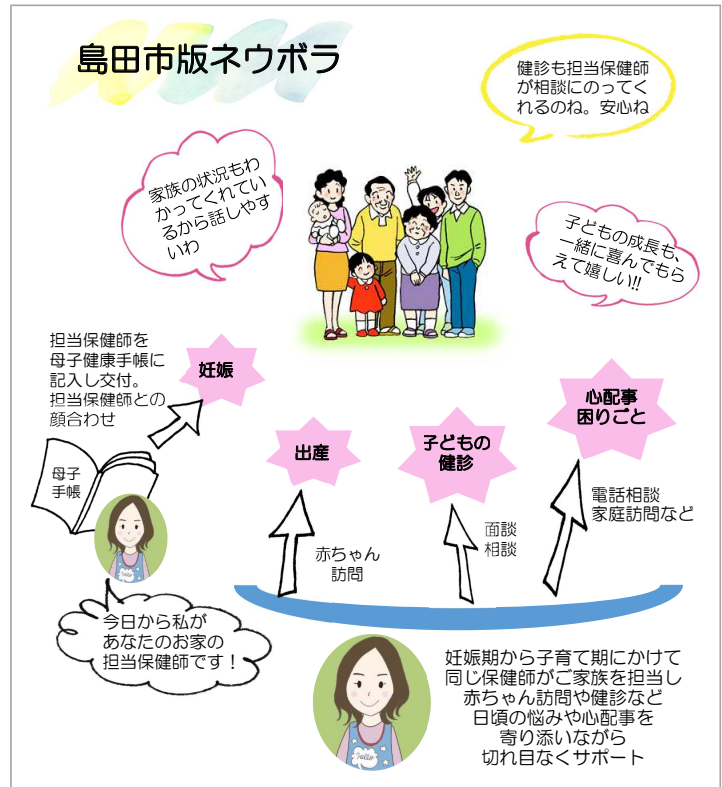 島田市版ネウボラ
健診も担当保健師
が相談にのってく
れるのね。安心ね
家族の状況もわ
かってくれてい
るから話しやす
いわ
子どもの成長も、
一緒に喜んでもら
えて嬉しい!!
担当保健師を
母子健康手帳に
記入し交付。
担当保健師との
顔合わせ
妊娠
母子
手帳
出産
子どもの
健診
心配事
困りごと
赤ちゃん
訪問
面談
相談
電話相談
家庭訪問など
Hello
今日から私が
あなたのお家の
担当保健師です！
Hello
妊娠期から子育て期にかけて
同じ保健師がご家族を担当し
赤ちゃん訪問や健診など
日頃の悩みや心配事を
寄り添いながら
切れ目なくサポート